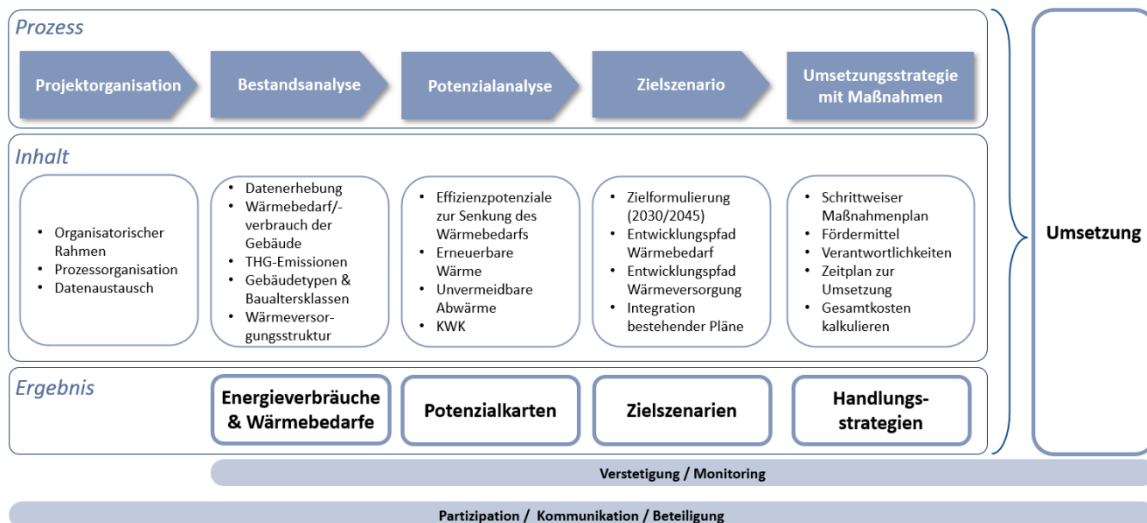 Prozess
Projektorganisation
Bestandsanalyse
Potenzialanalyse
Zielszenario
Umsetzungsstrategie
mit Maßnahmen
Inhalt
• Organisatorischer
Rahmen
• Prozessorganisation
• Datenaustausch
• Datenerhebung
• Wärmebedarf/-
verbrauch der
Gebäude
• THG-Emissionen
• Gebäudetypen &
Baualtersklassen
• Wärmeversor-
gungsstruktur
• Effizienzpotenziale
zur Senkung des
Wärmebedarfs
• Erneuerbare
Wärme
• Unvermeidbare
Abwärme
• KWK
• Zielformulierung
(2030/2045)
• Entwicklungspfad
Wärmebedarf
• Entwicklungspfad
Wärmeversorgung
• Integration
bestehender Pläne
• Schrittweiser
Maßnahmenplan
• Fördermittel
• Verantwortlichkeiten
• Zeitplan zur
Umsetzung
• Gesamtkosten
kalkulieren
Ergebnis
Energieverbräuche
& Wärmebedarfe
Potenzialkarten
Zielszenarien
Handlungs-
strategien
Umsetzung
Verstetigung / Monitoring
Partizipation / Kommunikation / Beteiligung